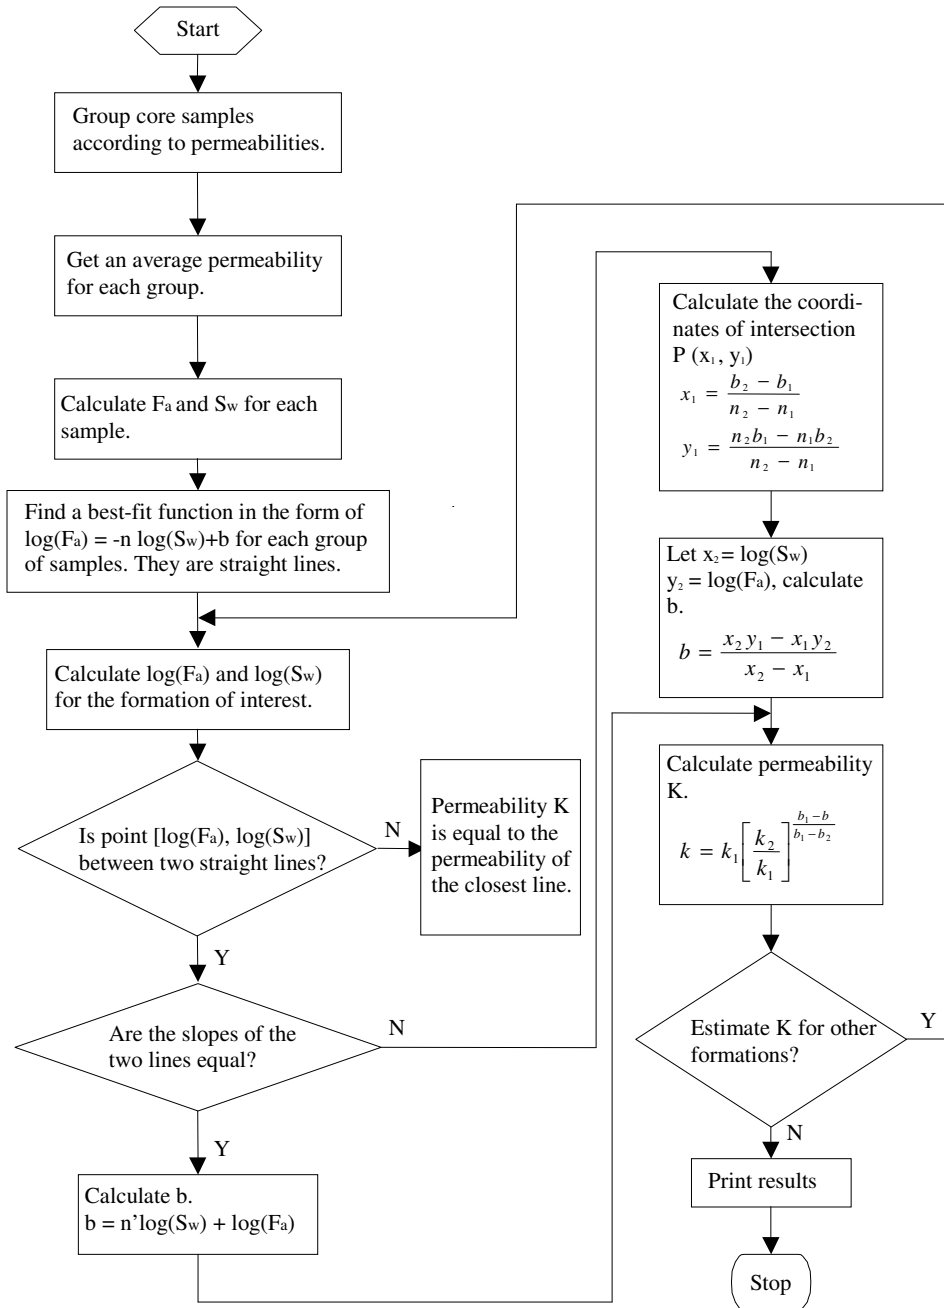 Start
Group core samples
according to permeabilities.
Get an average permeability
for each group.
Calculate Fa and Sw for each
sample.
Find a best-fit function in the form of
log(Fa) = -n log(Sw)+b for each group
of samples. They are straight lines.
Calculate log(Fa) and log(Sw)
for the formation of interest.
Is point [log(Fa), log(Sw)]
between two straight lines?
N
Permeability K
is equal to the
permeability of
the closest line.
Y
Are the slopes of the
two lines equal?
N
Y
Calculate b.
b = n’log(Sw) + log(Fa)
Calculate the coordi-
nates of intersection
P (x₁ , y₁)
x₁ = (b₂ − b₁) / (n₂ − n₁)
y₁ = (n₂b₁ − n₁b₂) / (n₂ − n₁)
Let x₂ = log(Sw)
y₂ = log(Fa), calculate
b.
b = (x₂y₁ − x₁y₂) / (x₂ − x₁)
Calculate permeability
K.
k = k₁[k₂/k₁]^((b₁−b)/(b₁−b₂))
Estimate K for other
formations?
Y
N
Print results
Stop